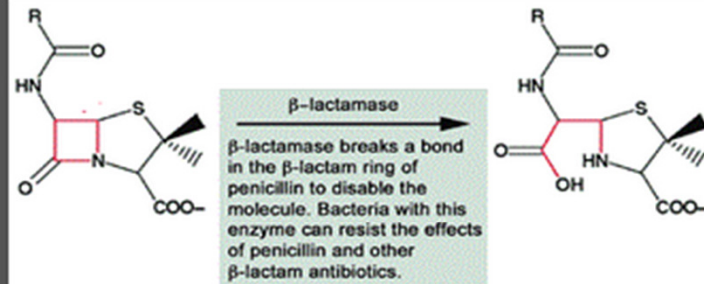 R
O
HN
S
N
O
COO–
β–lactamase
β-lactamase breaks a bond
in the β-lactam ring of
penicillin to disable the
molecule. Bacteria with this
enzyme can resist the effects
of penicillin and other
β-lactam antibiotics.
R
O
HN
S
O
HN
OH
COO–